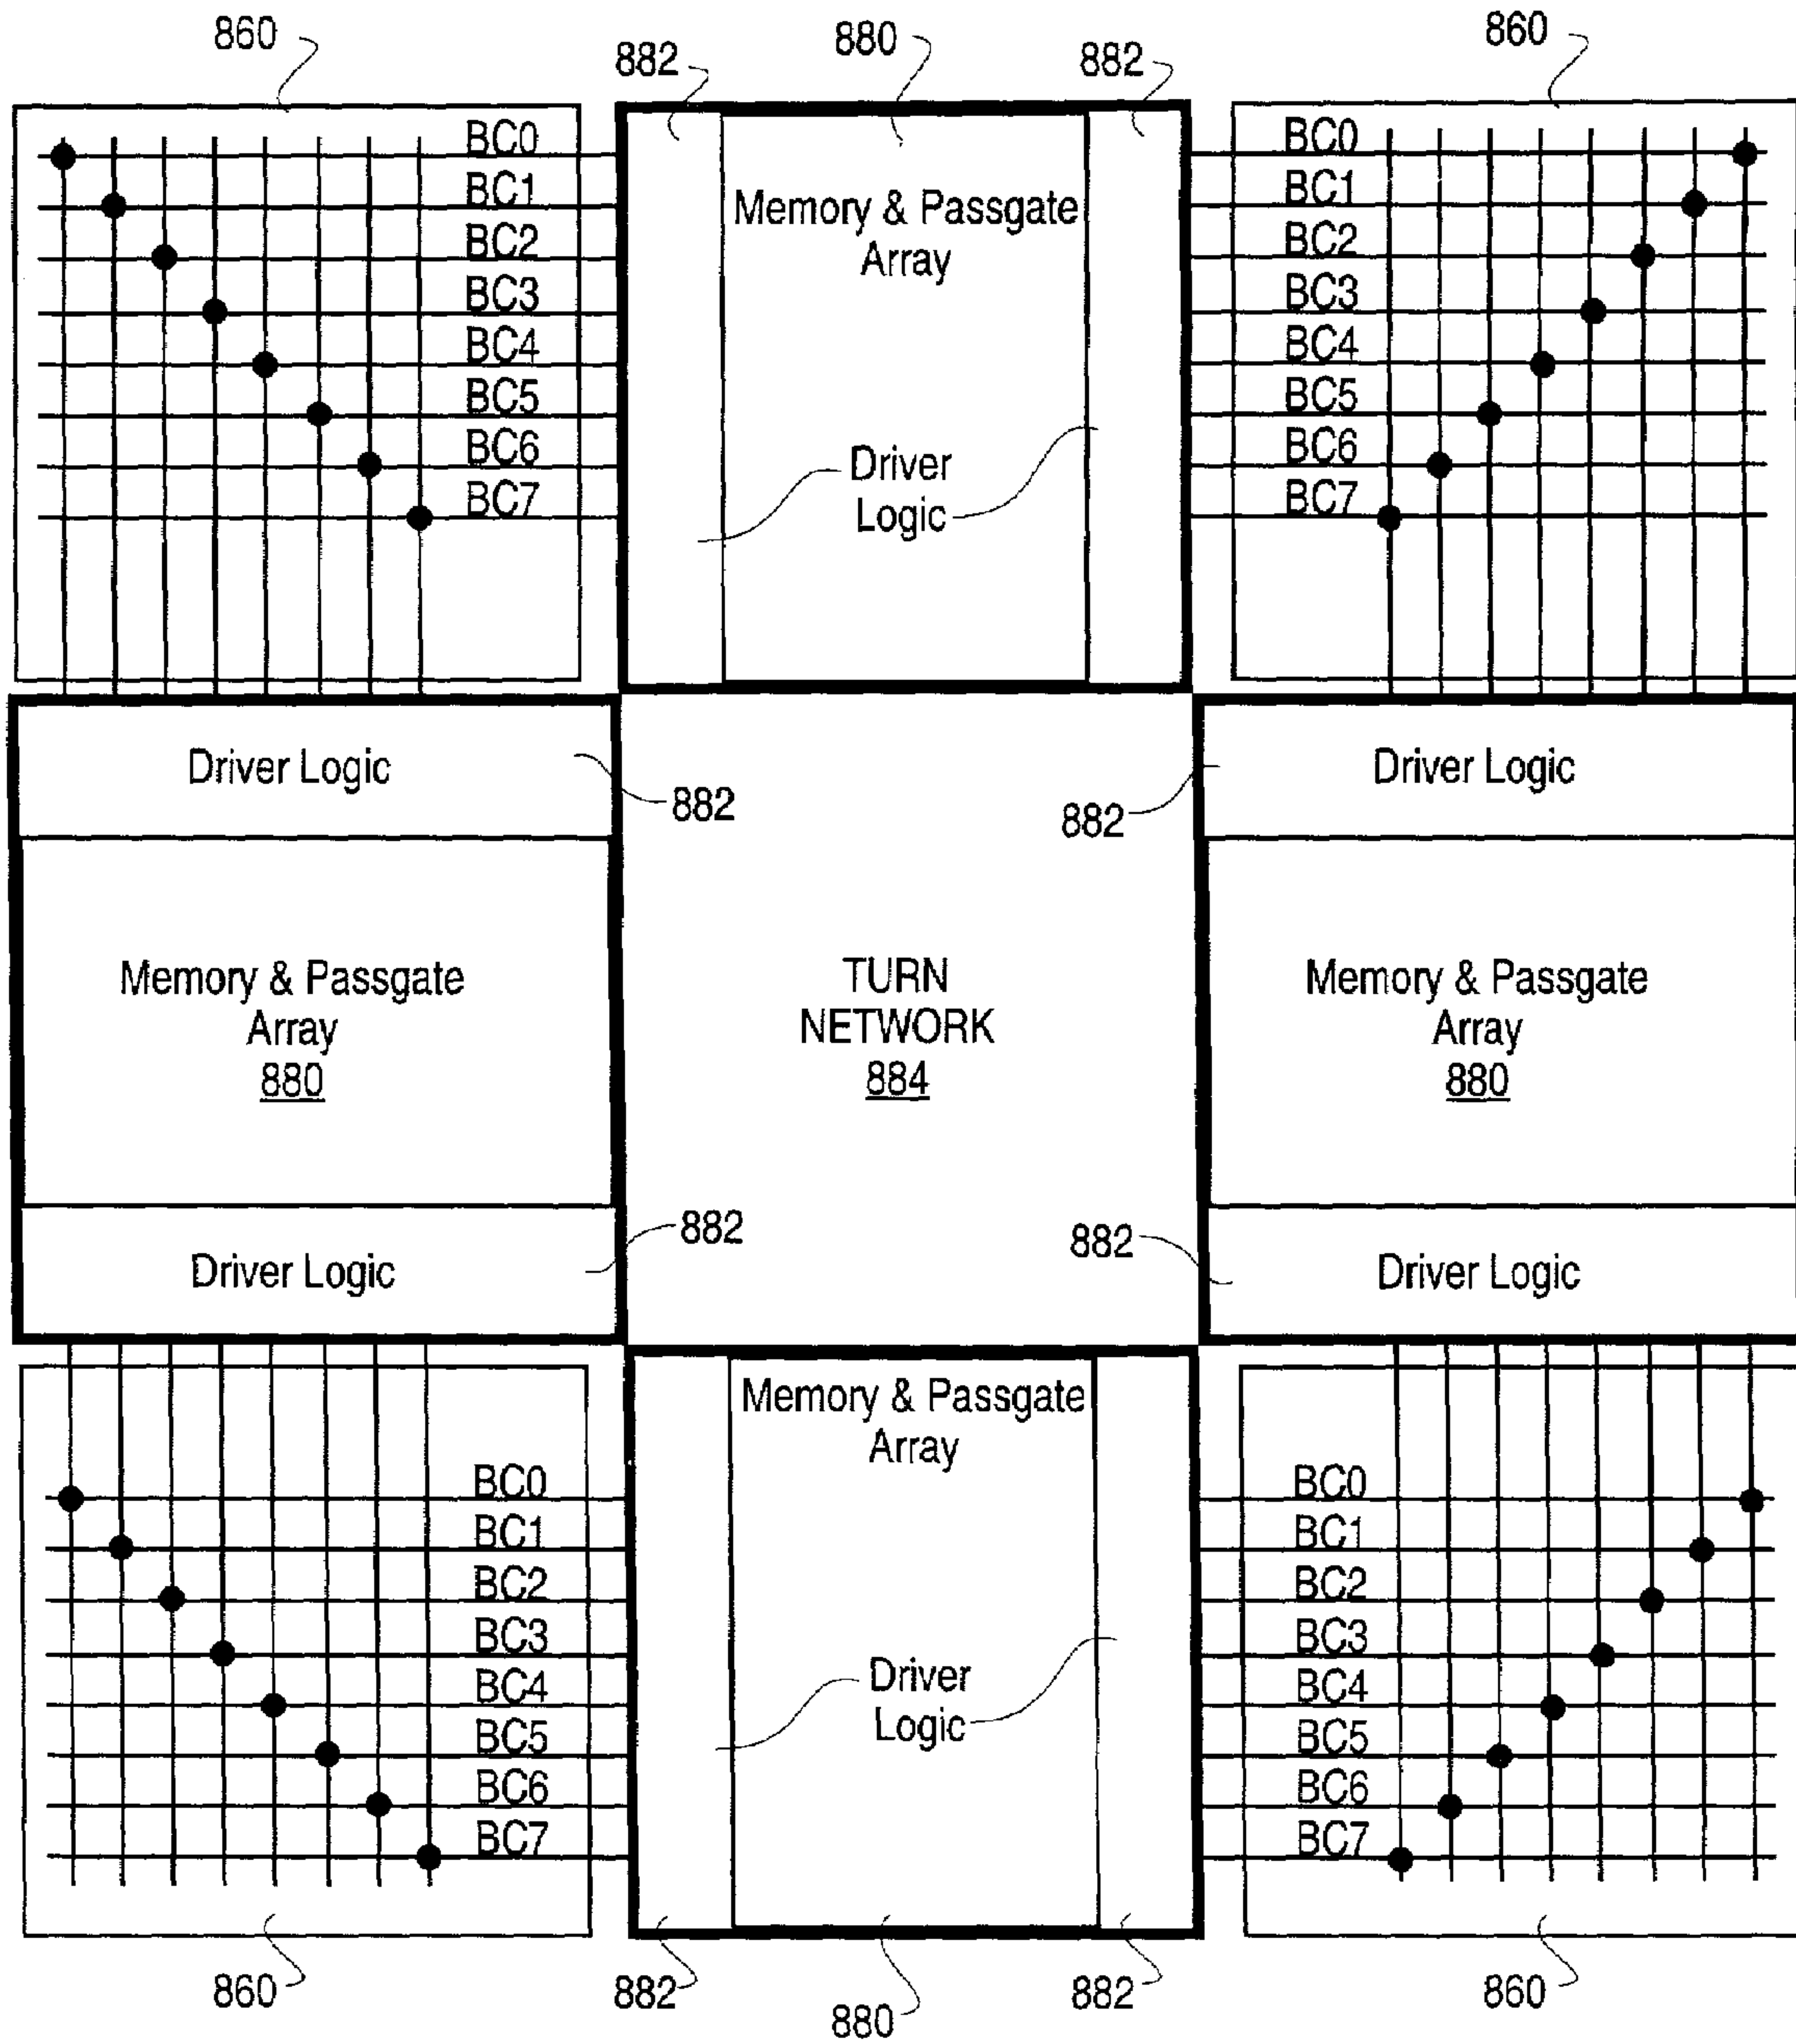 860
882
880
882
860
BC0
BC1
BC2
BC3
BC4
BC5
BC6
BC7
Memory & Passgate
Array
Driver
Logic
BC0
BC1
BC2
BC3
BC4
BC5
BC6
BC7
Driver Logic
882
882
Driver Logic
Memory & Passgate
Array
880
TURN
NETWORK
884
Memory & Passgate
Array
880
Driver Logic
882
882
Driver Logic
BC0
BC1
BC2
BC3
BC4
BC5
BC6
BC7
Memory & Passgate
Array
Driver
Logic
BC0
BC1
BC2
BC3
BC4
BC5
BC6
BC7
860
882
880
882
860